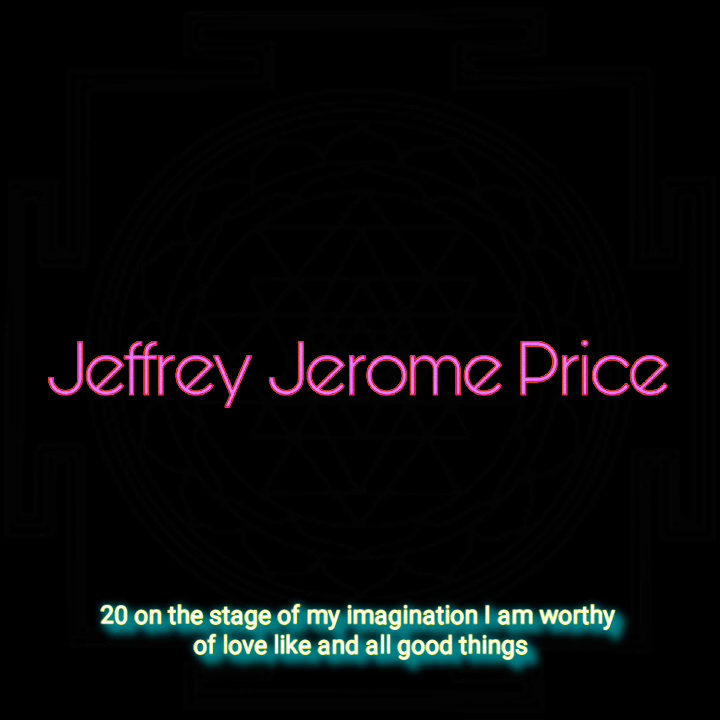 Jeffrey Jerome Price
20 on the stage of my imagination I am worthy
of love like and all good things